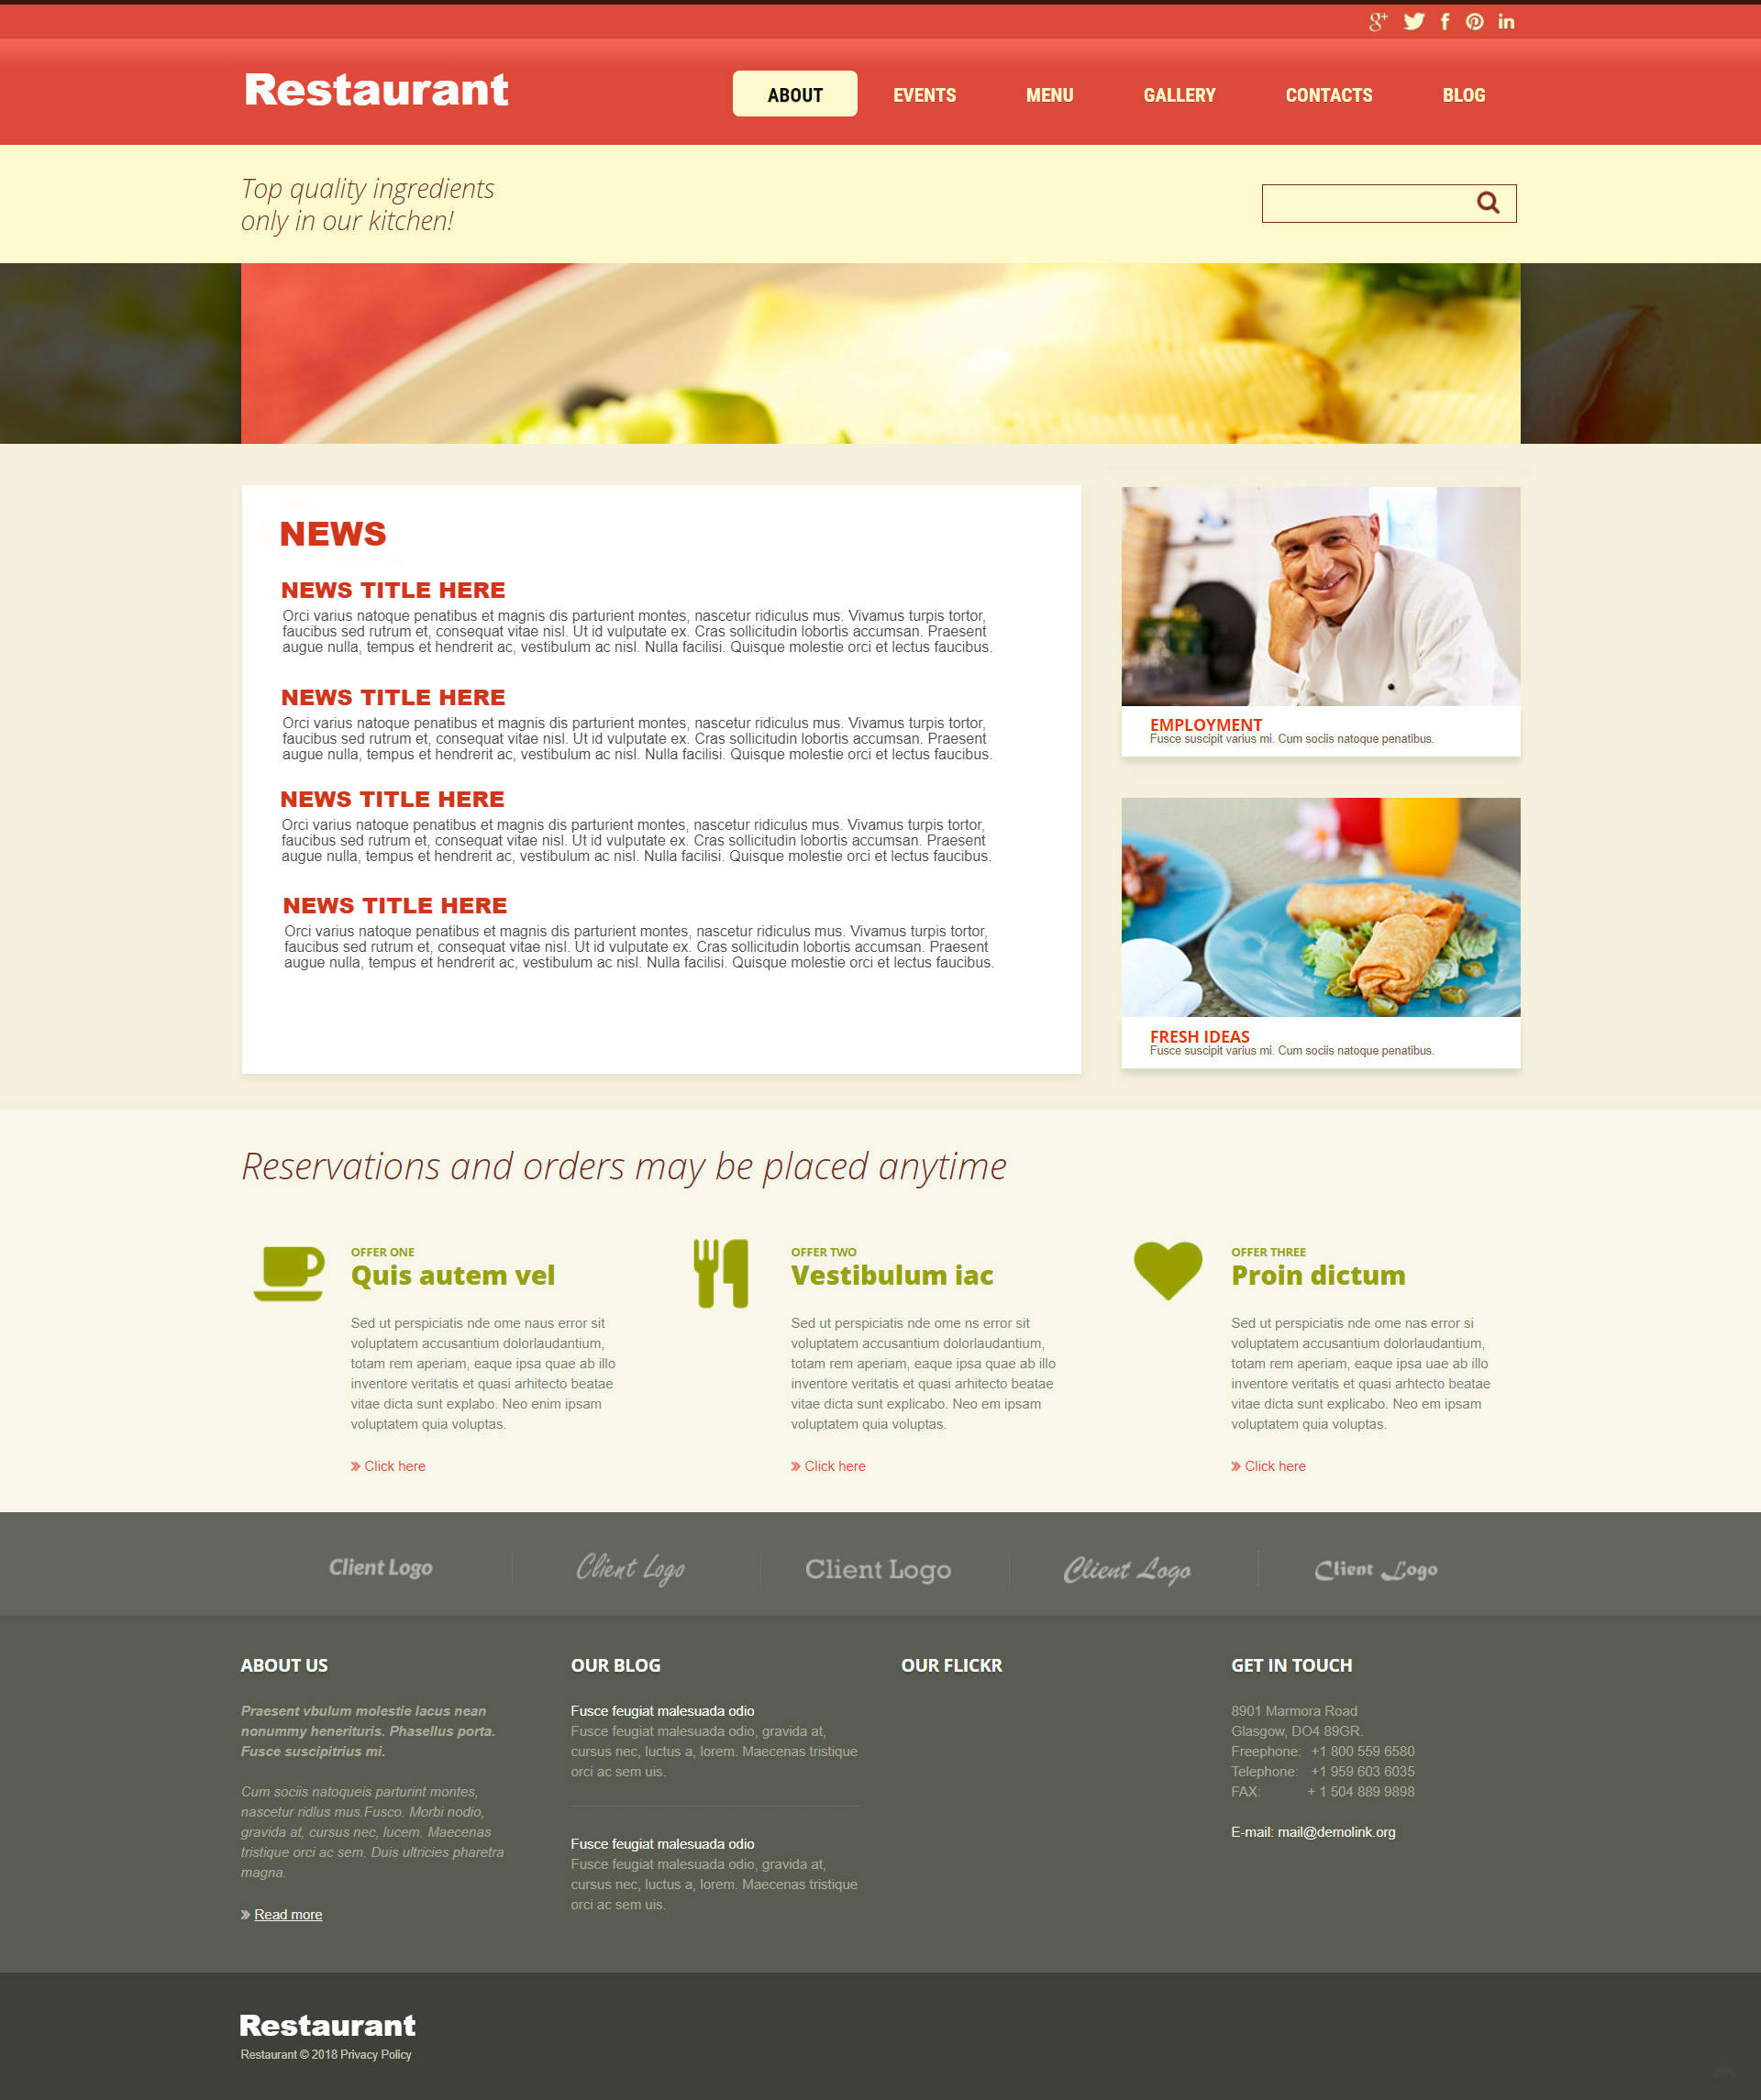 Restaurant
ABOUT EVENTS MENU GALLERY CONTACTS BLOG
Top quality ingredients
only in our kitchen!
NEWS
NEWS TITLE HERE
Orci varius natoque penatibus et magnis dis parturient montes, nascetur ridiculus mus. Vivamus turpis tortor,
faucibus sed rutrum et, consequat vitae nisl. Ut id vulputate ex. Cras sollicitudin lobortis accumsan. Praesent
augue nulla, tempus et hendrerit ac, vestibulum ac nisl. Nulla facilisi. Quisque molestie orci et lectus faucibus.
NEWS TITLE HERE
Orci varius natoque penatibus et magnis dis parturient montes, nascetur ridiculus mus. Vivamus turpis tortor,
faucibus sed rutrum et, consequat vitae nisl. Ut id vulputate ex. Cras sollicitudin lobortis accumsan. Praesent
augue nulla, tempus et hendrerit ac, vestibulum ac nisl. Nulla facilisi. Quisque molestie orci et lectus faucibus.
NEWS TITLE HERE
Orci varius natoque penatibus et magnis dis parturient montes, nascetur ridiculus mus. Vivamus turpis tortor,
faucibus sed rutrum et, consequat vitae nisl. Ut id vulputate ex. Cras sollicitudin lobortis accumsan. Praesent
augue nulla, tempus et hendrerit ac, vestibulum ac nisl. Nulla facilisi. Quisque molestie orci et lectus faucibus.
NEWS TITLE HERE
Orci varius natoque penatibus et magnis dis parturient montes, nascetur ridiculus mus. Vivamus turpis tortor,
faucibus sed rutrum et, consequat vitae nisl. Ut id vulputate ex. Cras sollicitudin lobortis accumsan. Praesent
augue nulla, tempus et hendrerit ac, vestibulum ac nisl. Nulla facilisi. Quisque molestie orci et lectus faucibus.
EMPLOYMENT
Fusce suscipit varius mi. Cum sociis natoque penatibus.
FRESH IDEAS
Fusce suscipit varius mi. Cum sociis natoque penatibus.
Reservations and orders may be placed anytime
OFFER ONE
Quis autem vel
Sed ut perspiciatis nde ome naus error sit
voluptatem accusantium dolorlaudantium,
totam rem aperiam, eaque ipsa quae ab illo
inventore veritatis et quasi arhitecto beatae
vitae dicta sunt explabo. Neo enim ipsam
voluptatem quia voluptas.
Click here
OFFER TWO
Vestibulum iac
Sed ut perspiciatis nde ome ns error sit
voluptatem accusantium dolorlaudantium,
totam rem aperiam, eaque ipsa quae ab illo
inventore veritatis et quasi arhitecto beatae
vitae dicta sunt explicabo. Neo em ipsam
voluptatem quia voluptas.
Click here
OFFER THREE
Proin dictum
Sed ut perspiciatis nde ome nas error si
voluptatem accusantium dolorlaudantium,
totam rem aperiam, eaque ipsa uae ab illo
inventore veritatis et quasi arhitecto beatae
vitae dicta sunt explicabo. Neo em ipsam
voluptatem quia voluptas.
Click here
Client Logo Client Logo Client Logo Client Logo Client Logo
ABOUT US
Praesent vbulum molestie lacus nean
nonummy henerituris. Phasellus porta.
Fusce suscipitrius mi.
Cum sociis natoqueis parturint montes,
nascetur ridlus mus.Fusco. Morbi nodio,
gravida at, cursus nec, lucem. Maecenas
tristique orci ac sem. Duis ultricies pharetra
magna.
Read more
OUR BLOG
Fusce feugiat malesuada odio
Fusce feugiat malesuada odio, gravida at,
cursus nec, luctus a, lorem. Maecenas tristique
orci ac sem uis.
Fusce feugiat malesuada odio
Fusce feugiat malesuada odio, gravida at,
cursus nec, luctus a, lorem. Maecenas tristique
orci ac sem uis.
OUR FLICKR
GET IN TOUCH
8901 Marmora Road
Glasgow, DO4 89GR.
Freephone: +1 800 559 6580
Telephone: +1 959 603 6035
FAX: + 1 504 889 9898
E-mail: mail@demolink.org
Restaurant
Restaurant © 2018 Privacy Policy